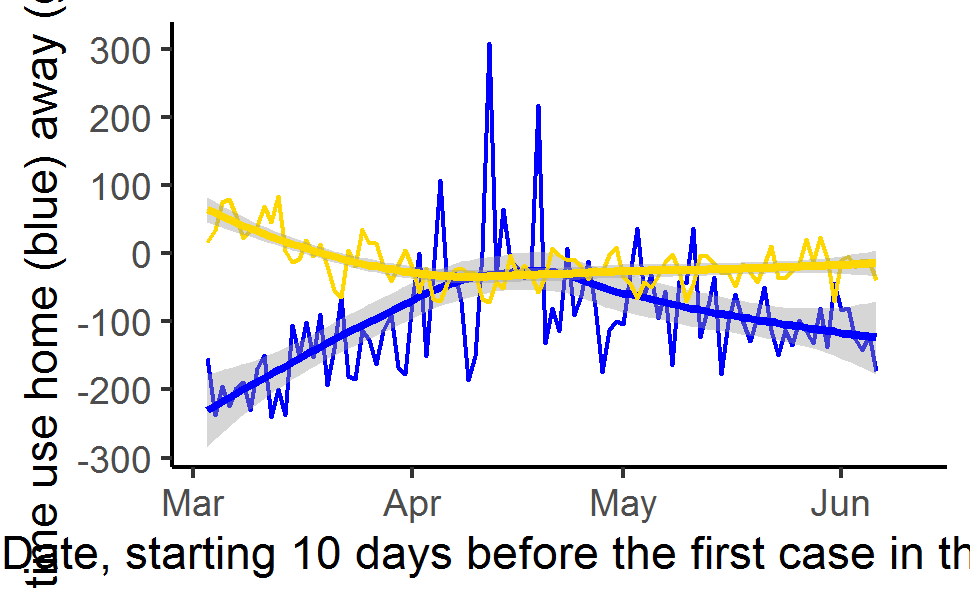 time use home (blue) away (
300
200
100
0
-100
-200
-300
Mar Apr May Jun
Date, starting 10 days before the first case in th